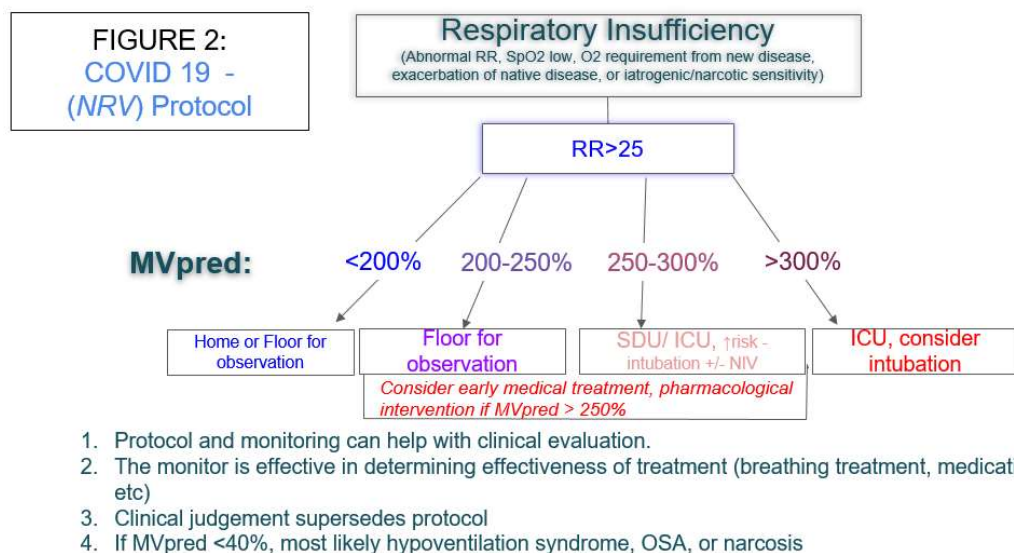 FIGURE 2:
COVID 19 -
(NRV) Protocol
Respiratory Insufficiency
(Abnormal RR, SpO2 low, O2 requirement from new disease,
exacerbation of native disease, or iatrogenic/narcotic sensitivity)
RR>25
MVpred:
<200%
200-250%
250-300%
>300%
Home or Floor for
observation
Floor for
observation
SDU/ ICU, ↑risk -
intubation +/- NIV
ICU, consider
intubation
Consider early medical treatment, pharmacological
intervention if MVpred > 250%
1. Protocol and monitoring can help with clinical evaluation.
2. The monitor is effective in determining effectiveness of treatment (breathing treatment,
etc)
3. Clinical judgement supersedes protocol
4. If MVpred <40%, most likely hypoventilation syndrome, OSA, or narcosis